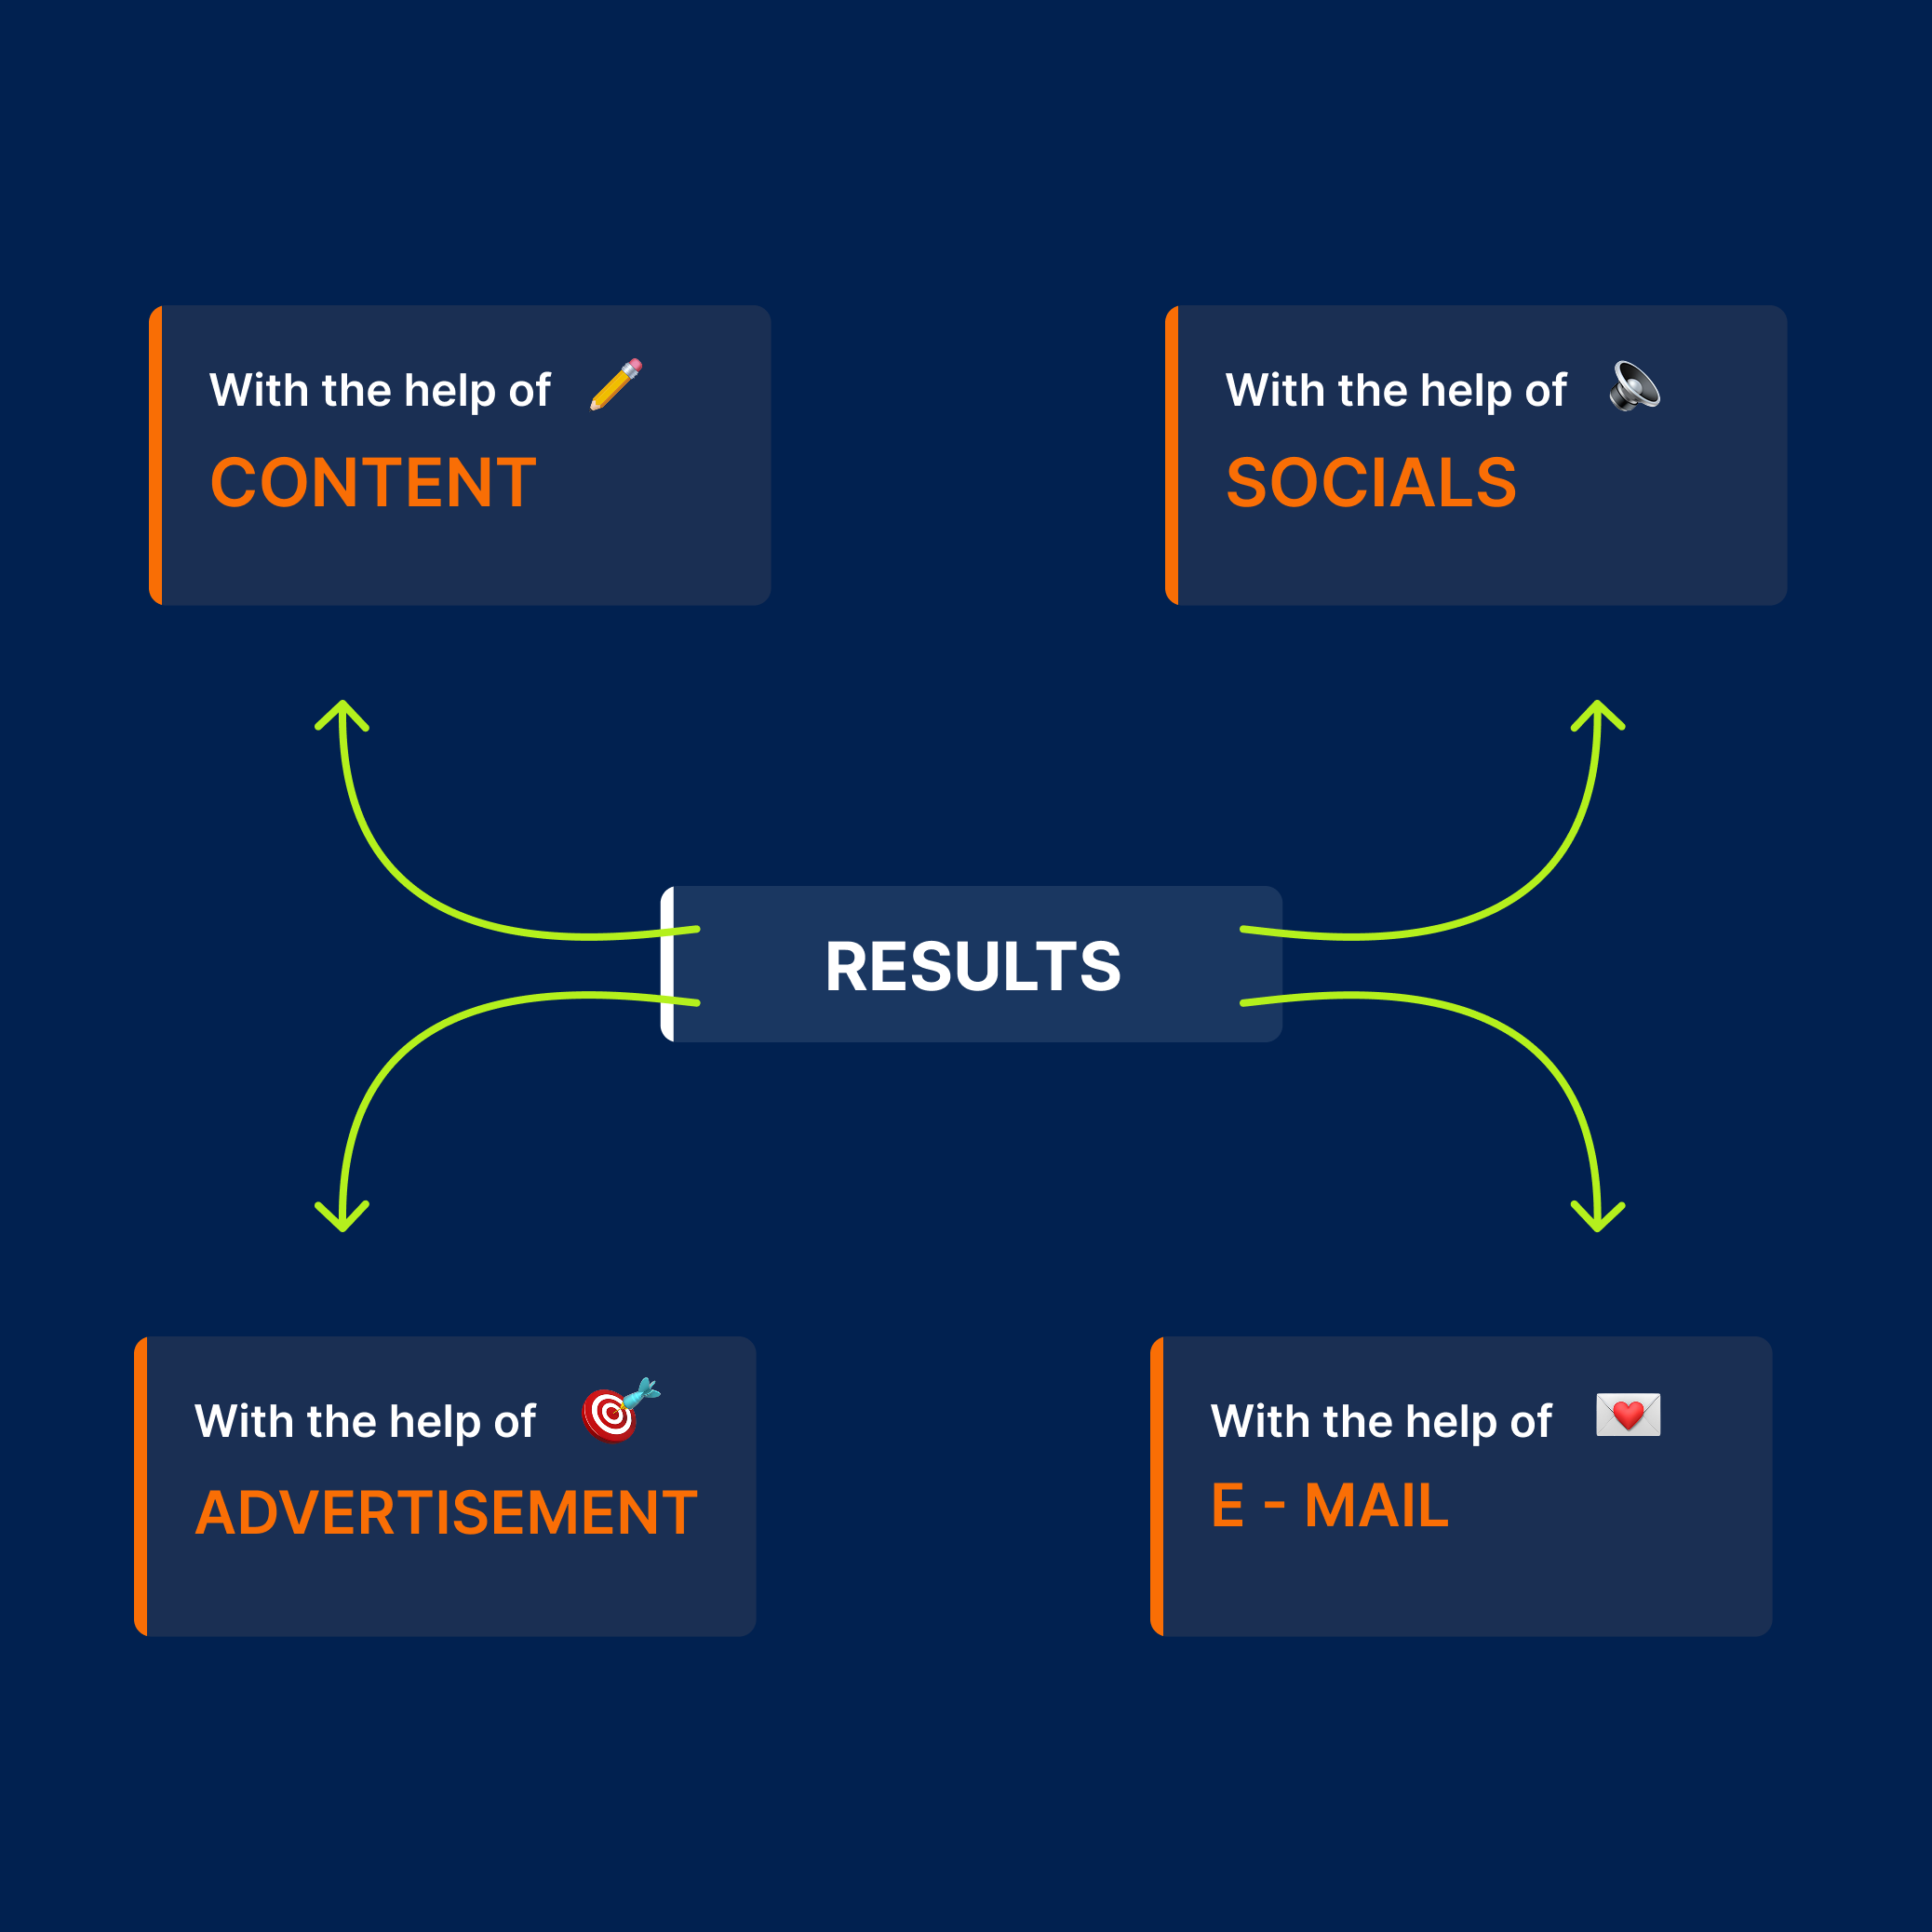 With the help of
CONTENT
With the help of
SOCIALS
RESULTS
With the help of
ADVERTISEMENT
With the help of
E - MAIL